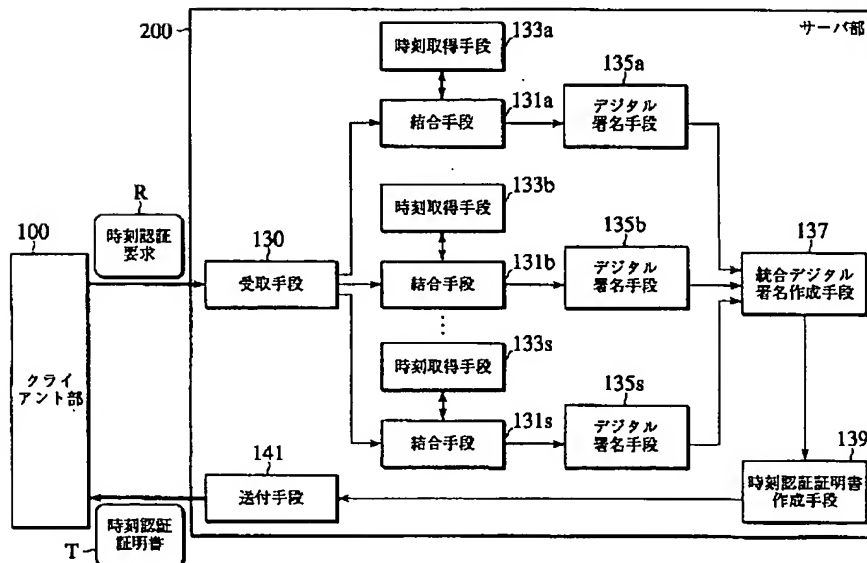 200
サーバ部
133a
時刻取得手段
131a
結合手段
135a
デジタル
署名手段
R
時刻認証
要求
133b
時刻取得手段
100
130
受取手段
131b
結合手段
135b
デジタル
署名手段
137
統合デジタル
署名作成手段
⋮
133s
時刻取得手段
クライ
アント部
131s
結合手段
135s
デジタル
署名手段
141
送付手段
139
時刻認証証明書
作成手段
時刻認証
証明書
T